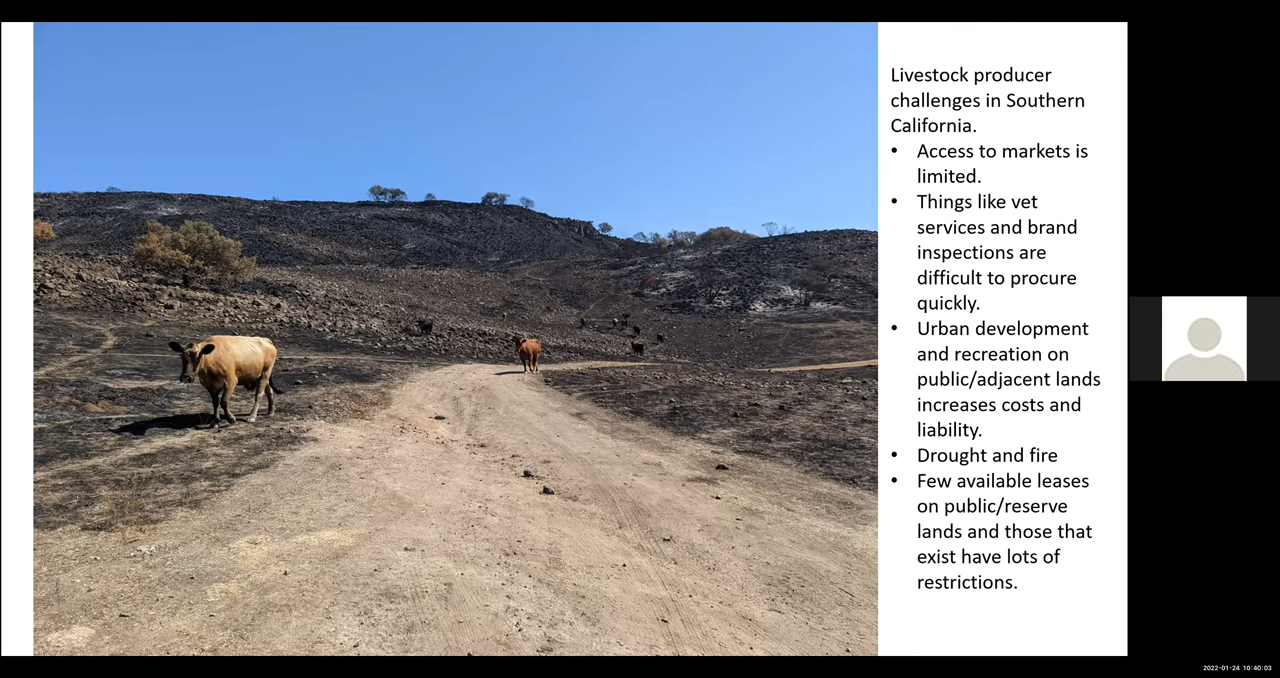 Livestock producer
challenges in Southern
California.
• Access to markets is
limited.
• Things like vet
services and brand
inspections are
difficult to procure
quickly.
• Urban development
and recreation on
public/adjacent lands
increases costs and
liability.
• Drought and fire
• Few available leases
on public/reserve
lands and those that
exist have lots of
restrictions.
2022-01-24 10:40:03